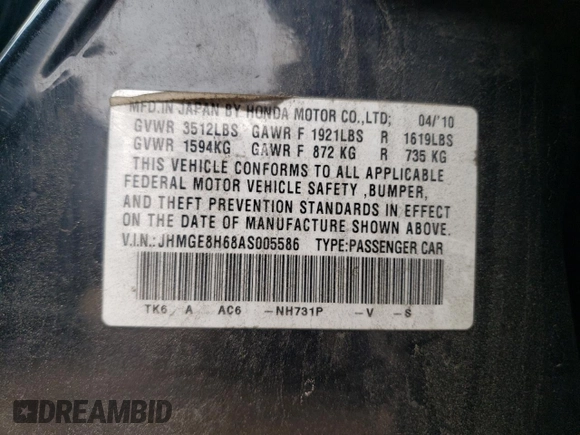 MFD.IN JAPAN BY HONDA MOTOR CO.,LTD; 04/'10
GVWR 3512LBS GAWR F 1921LBS R 1619LBS
GVWR 1594KG GAWR F 872 KG R 735 KG
THIS VEHICLE CONFORMS TO ALL APPLICABLE
FEDERAL MOTOR VEHICLE SAFETY ,BUMPER,
AND THEFT PREVENTION STANDARDS IN EFFECT
ON THE DATE OF MANUFACTURE SHOWN ABOVE.
V.I.N.:JHMGE8H68AS005586 TYPE:PASSENGER CAR
TK6 A AC6 -NH731P -V -S
DREAMBID